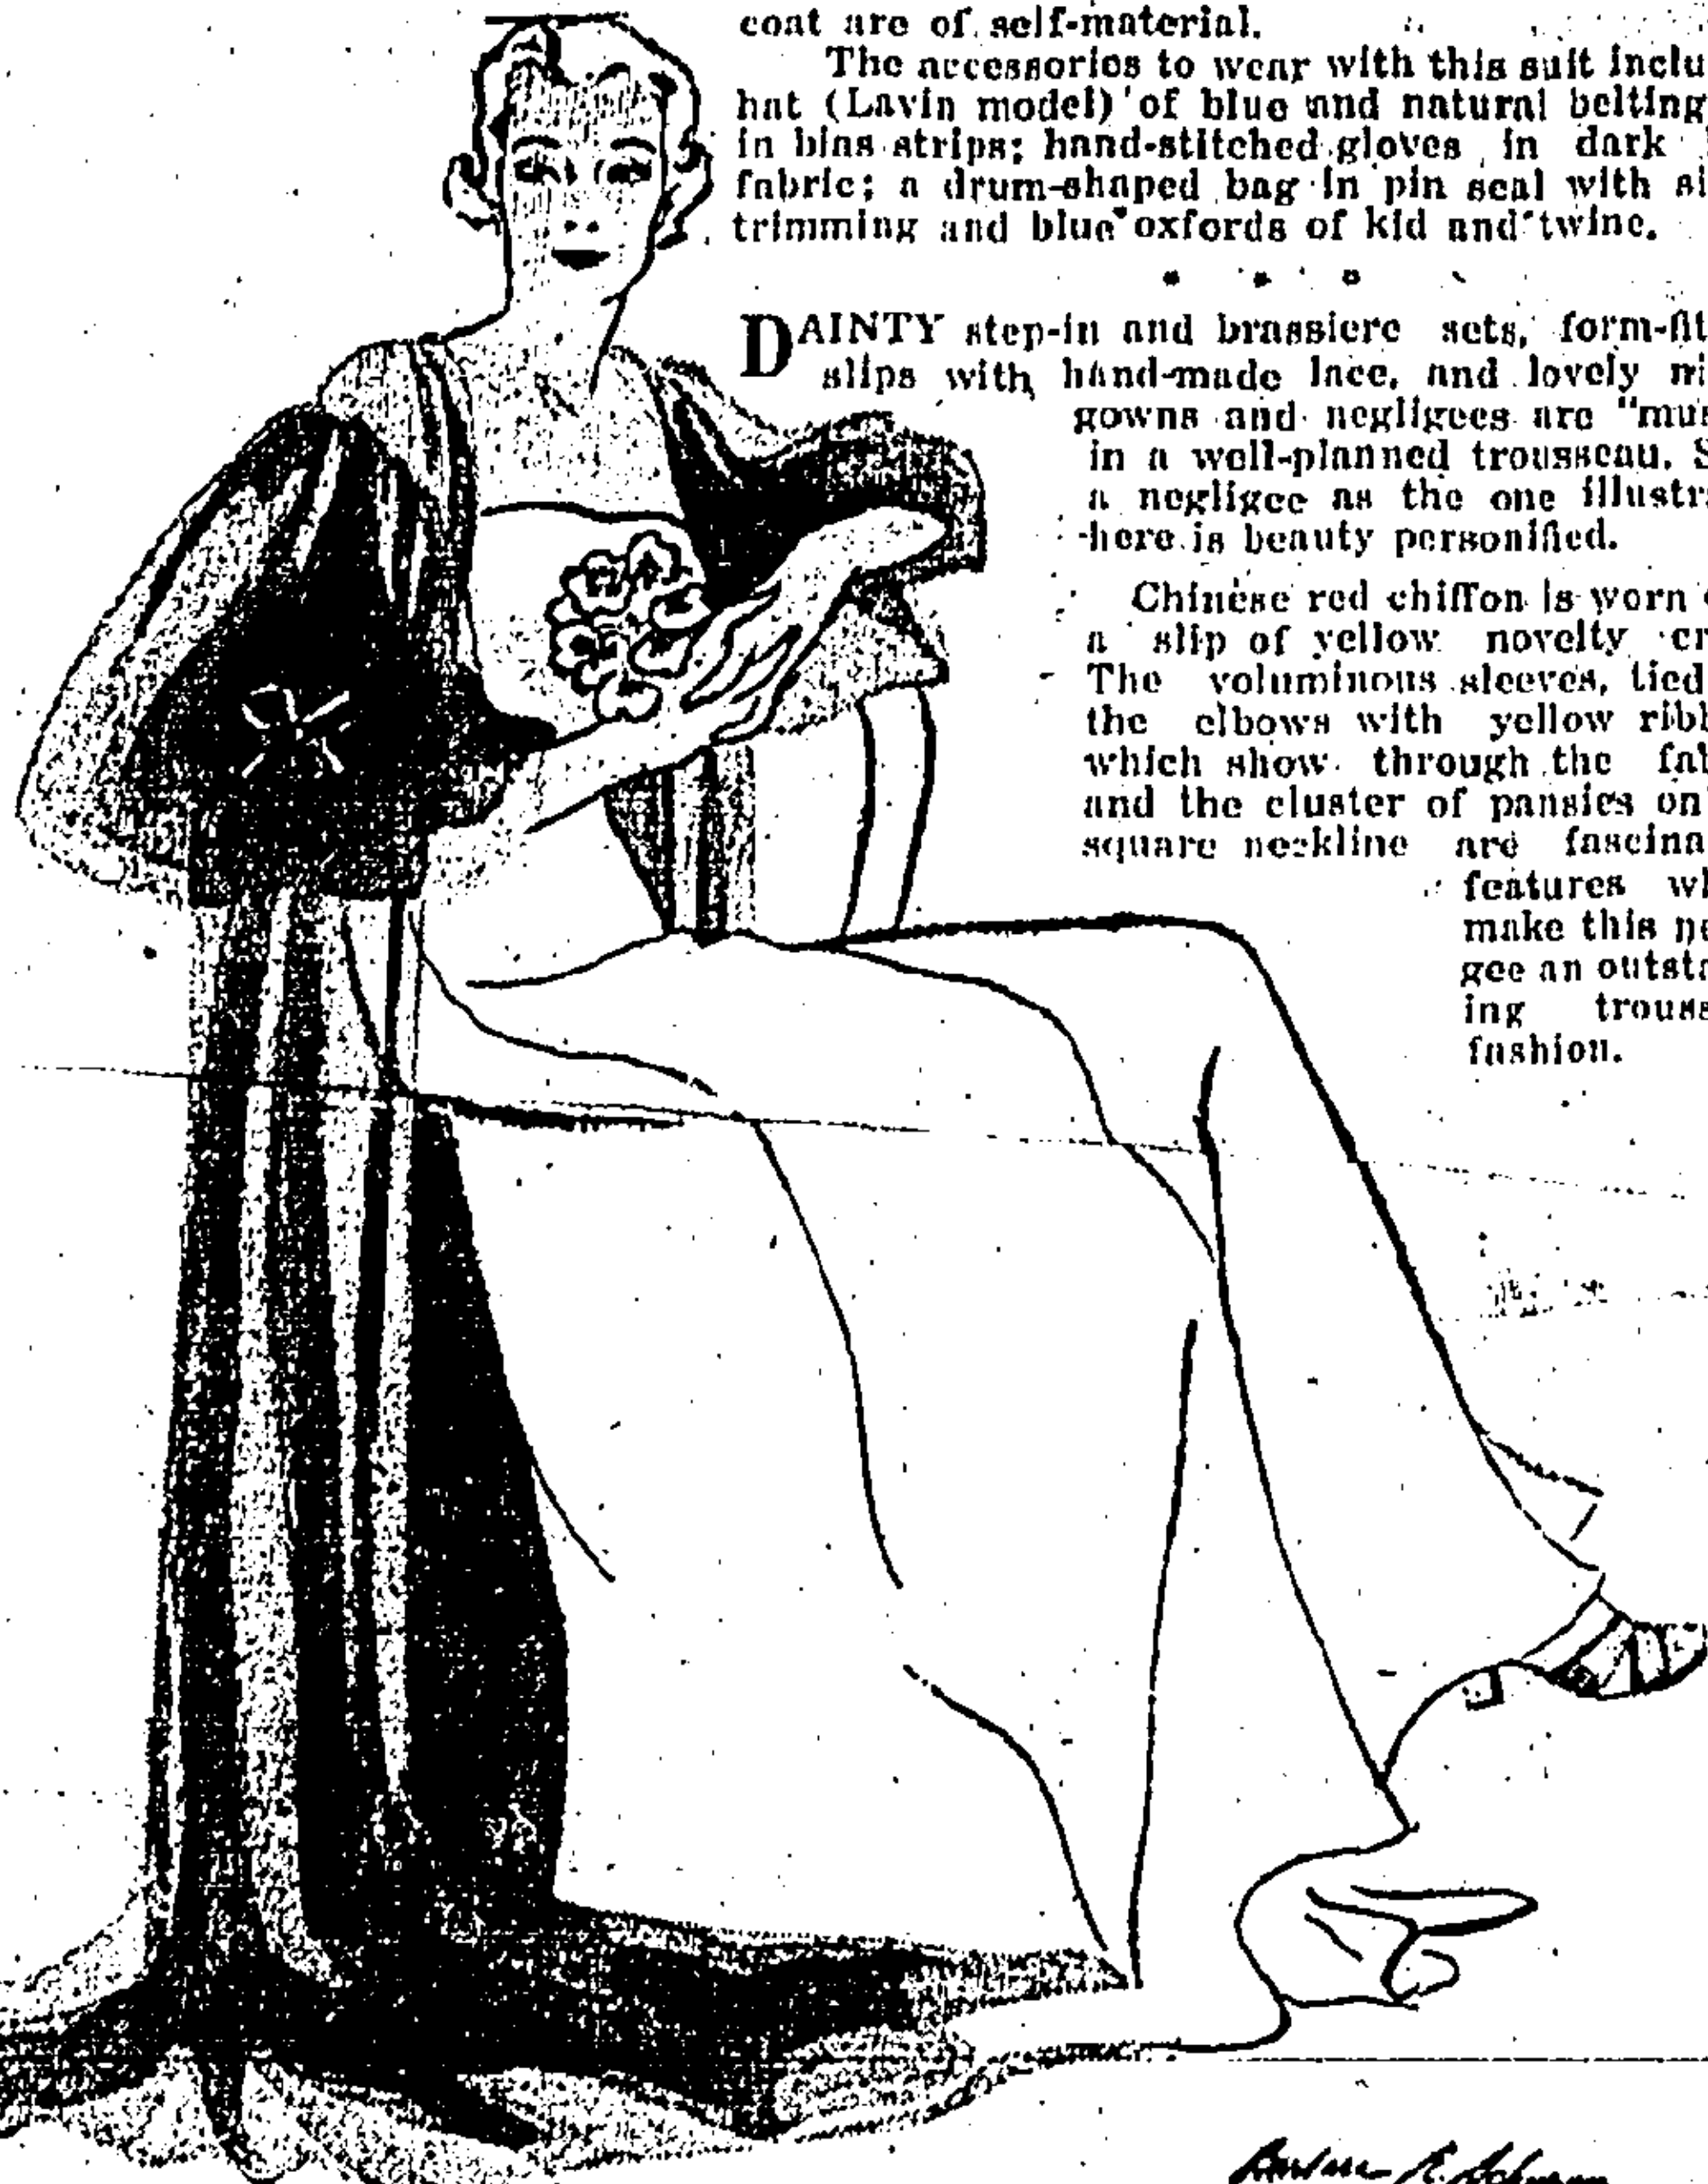 coat are of self-material.
The accessories to wear with this suit inclu
hat (Lavin model) of blue and natural belting
in bias strips; hand-stitched gloves in dark
fabric; a drum-shaped bag in pin seal with si
trimming and blue oxfords of kid and twine.
* * *
DAINTY step-in and brassiere sets, form-fit
slips with hand-made lace, and lovely ni
gowns and negligees are "mus
in a well-planned trousseau. S
a negligee as the one illustra
here is beauty personified.
Chinese red chiffon is worn
a slip of yellow novelty cr
The voluminous sleeves, tied
the elbows with yellow ribb
which show through the fab
and the cluster of pansies on
square neckline are fascina
features wh
make this ne
gee an outsta
ing trouss
fashion.